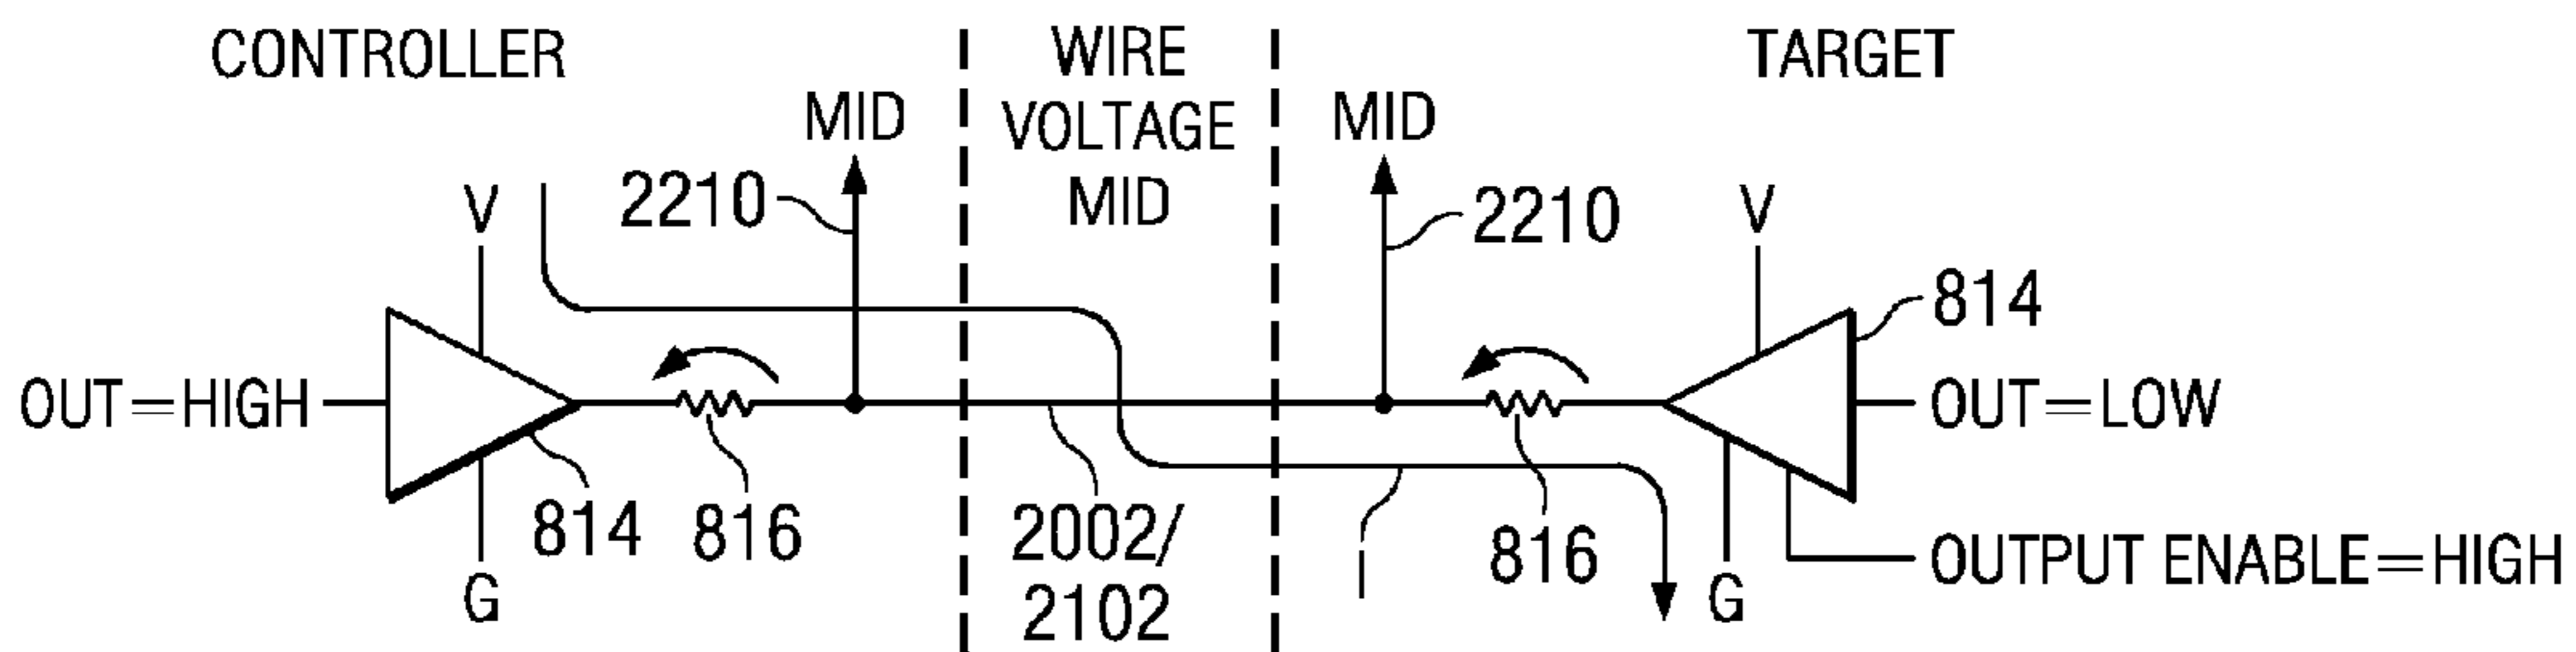 CONTROLLER
WIRE
VOLTAGE
MID
TARGET
MID
MID
V
2210
2210
V
814
OUT=HIGH
OUT=LOW
814
816
2002/
2102
I
816
OUTPUT ENABLE=HIGH
G
G